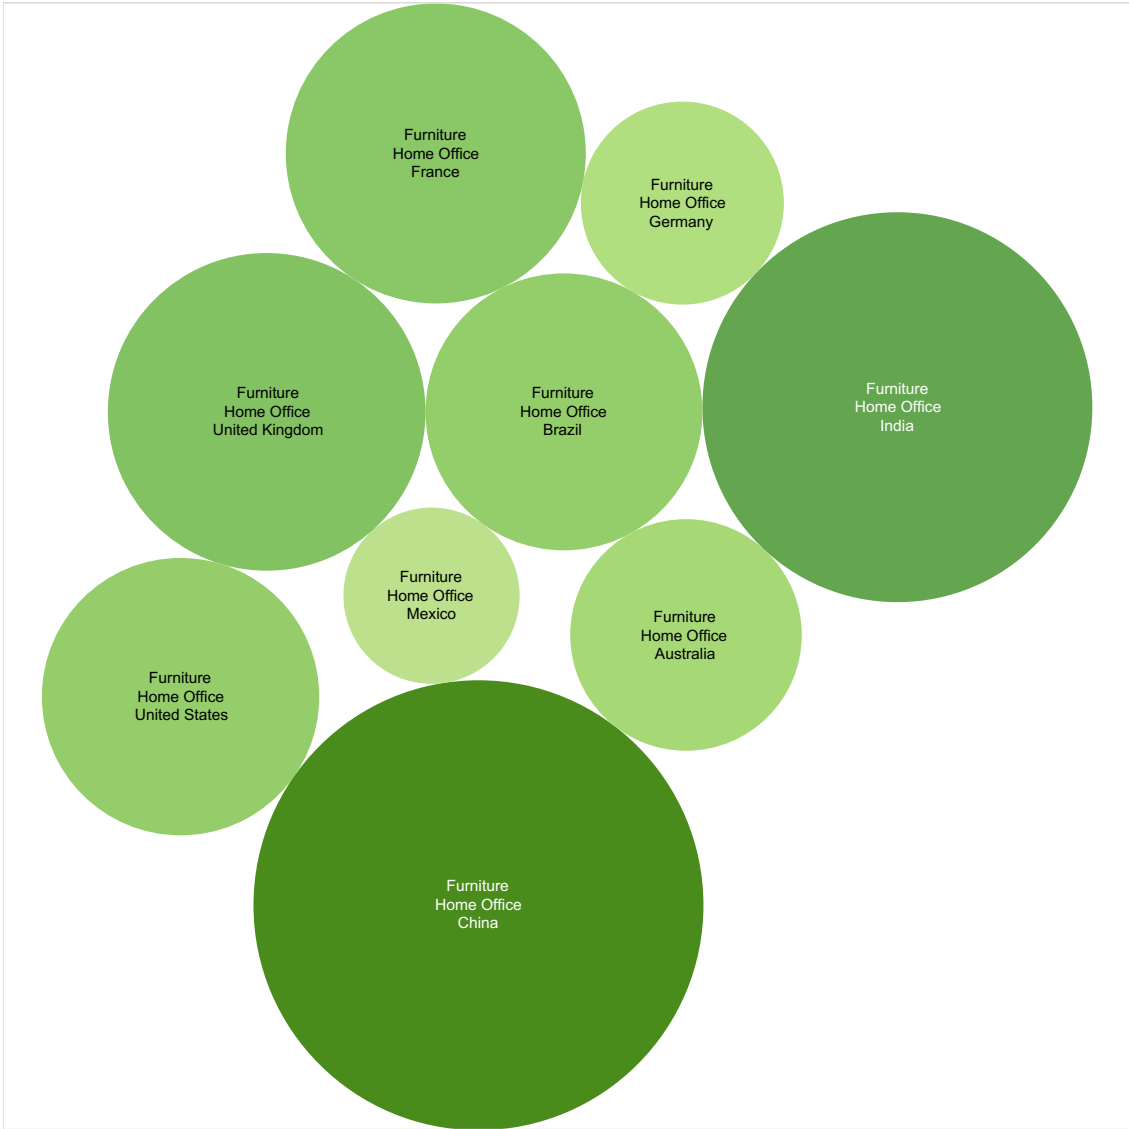 Furniture
Home Office
France
Furniture
Home Office
Germany
Furniture
Home Office
United Kingdom
Furniture
Home Office
Brazil
Furniture
Home Office
India
Furniture
Home Office
Mexico
Furniture
Home Office
Australia
Furniture
Home Office
United States
Furniture
Home Office
China